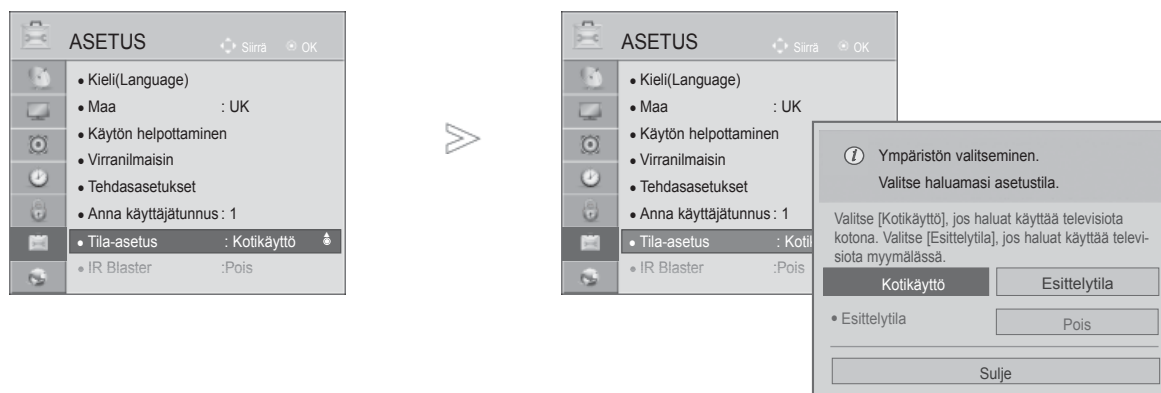 ASETUS
Siirrä OK
• Kieli(Language)
• Maa : UK
• Käytön helpottaminen
• Virranilmaisin
• Tehdasasetukset
• Anna käyttäjätunnus : 1
• Tila-asetus : Kotikäyttö
• IR Blaster :Pois
ASETUS
Siirrä OK
• Kieli(Language)
• Maa : UK
• Käytön helpottaminen
• Virranilmaisin
• Tehdasasetukset
• Anna käyttäjätunnus : 1
• Tila-asetus : Koti
• IR Blaster :Pois
Ympäristön valitseminen.
Valitse haluamasi asetustila.
Valitse [Kotikäyttö], jos haluat käyttää televisiota
kotona. Valitse [Esittelytila], jos haluat käyttää televi-
siota myymälässä.
Kotikäyttö Esittelytila
• Esittelytila Pois
Sulje